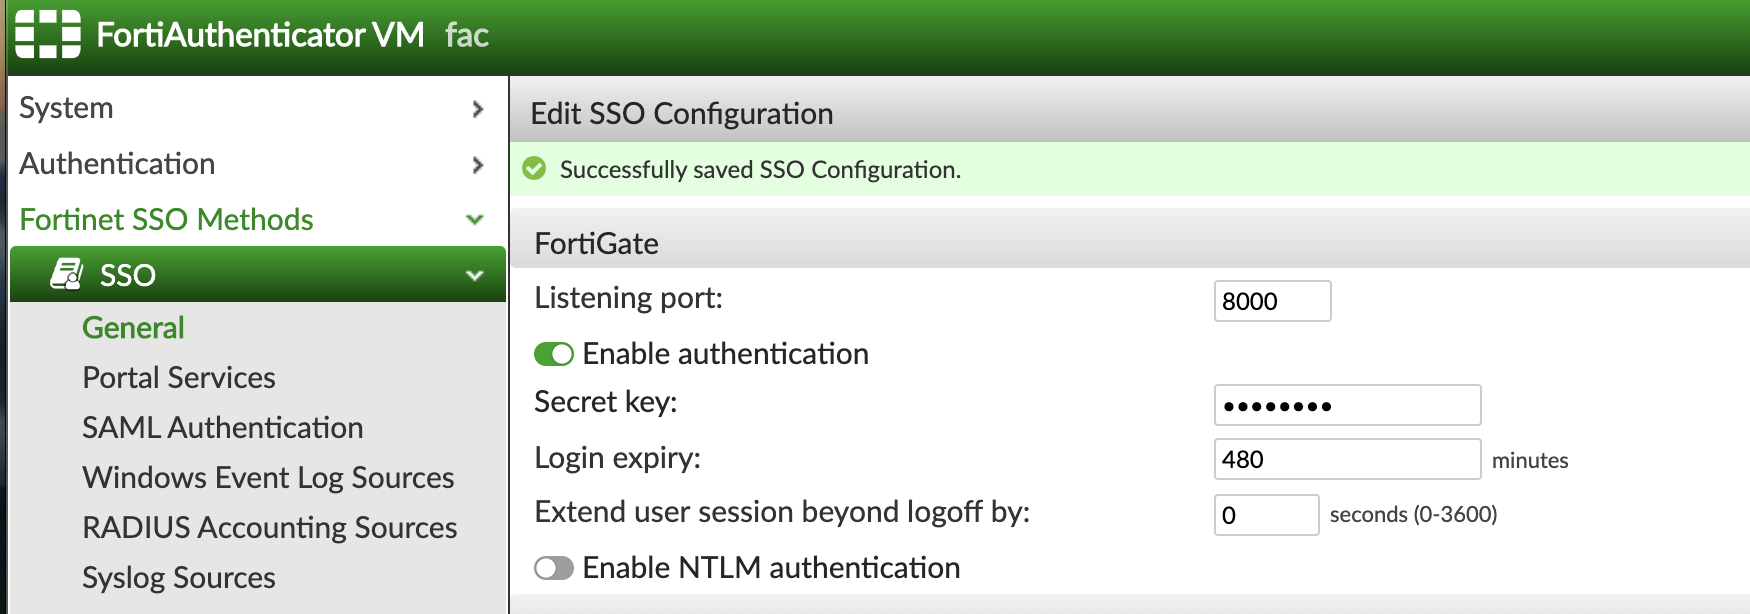 FortiAuthenticator VM fac
System
Authentication
Fortinet SSO Methods
SSO
General
Portal Services
SAML Authentication
Windows Event Log Sources
RADIUS Accounting Sources
Syslog Sources
Edit SSO Configuration
Successfully saved SSO Configuration.
FortiGate
Listening port: 8000
Enable authentication
Secret key: ••••••••
Login expiry: 480 minutes
Extend user session beyond logoff by: 0 seconds (0-3600)
Enable NTLM authentication